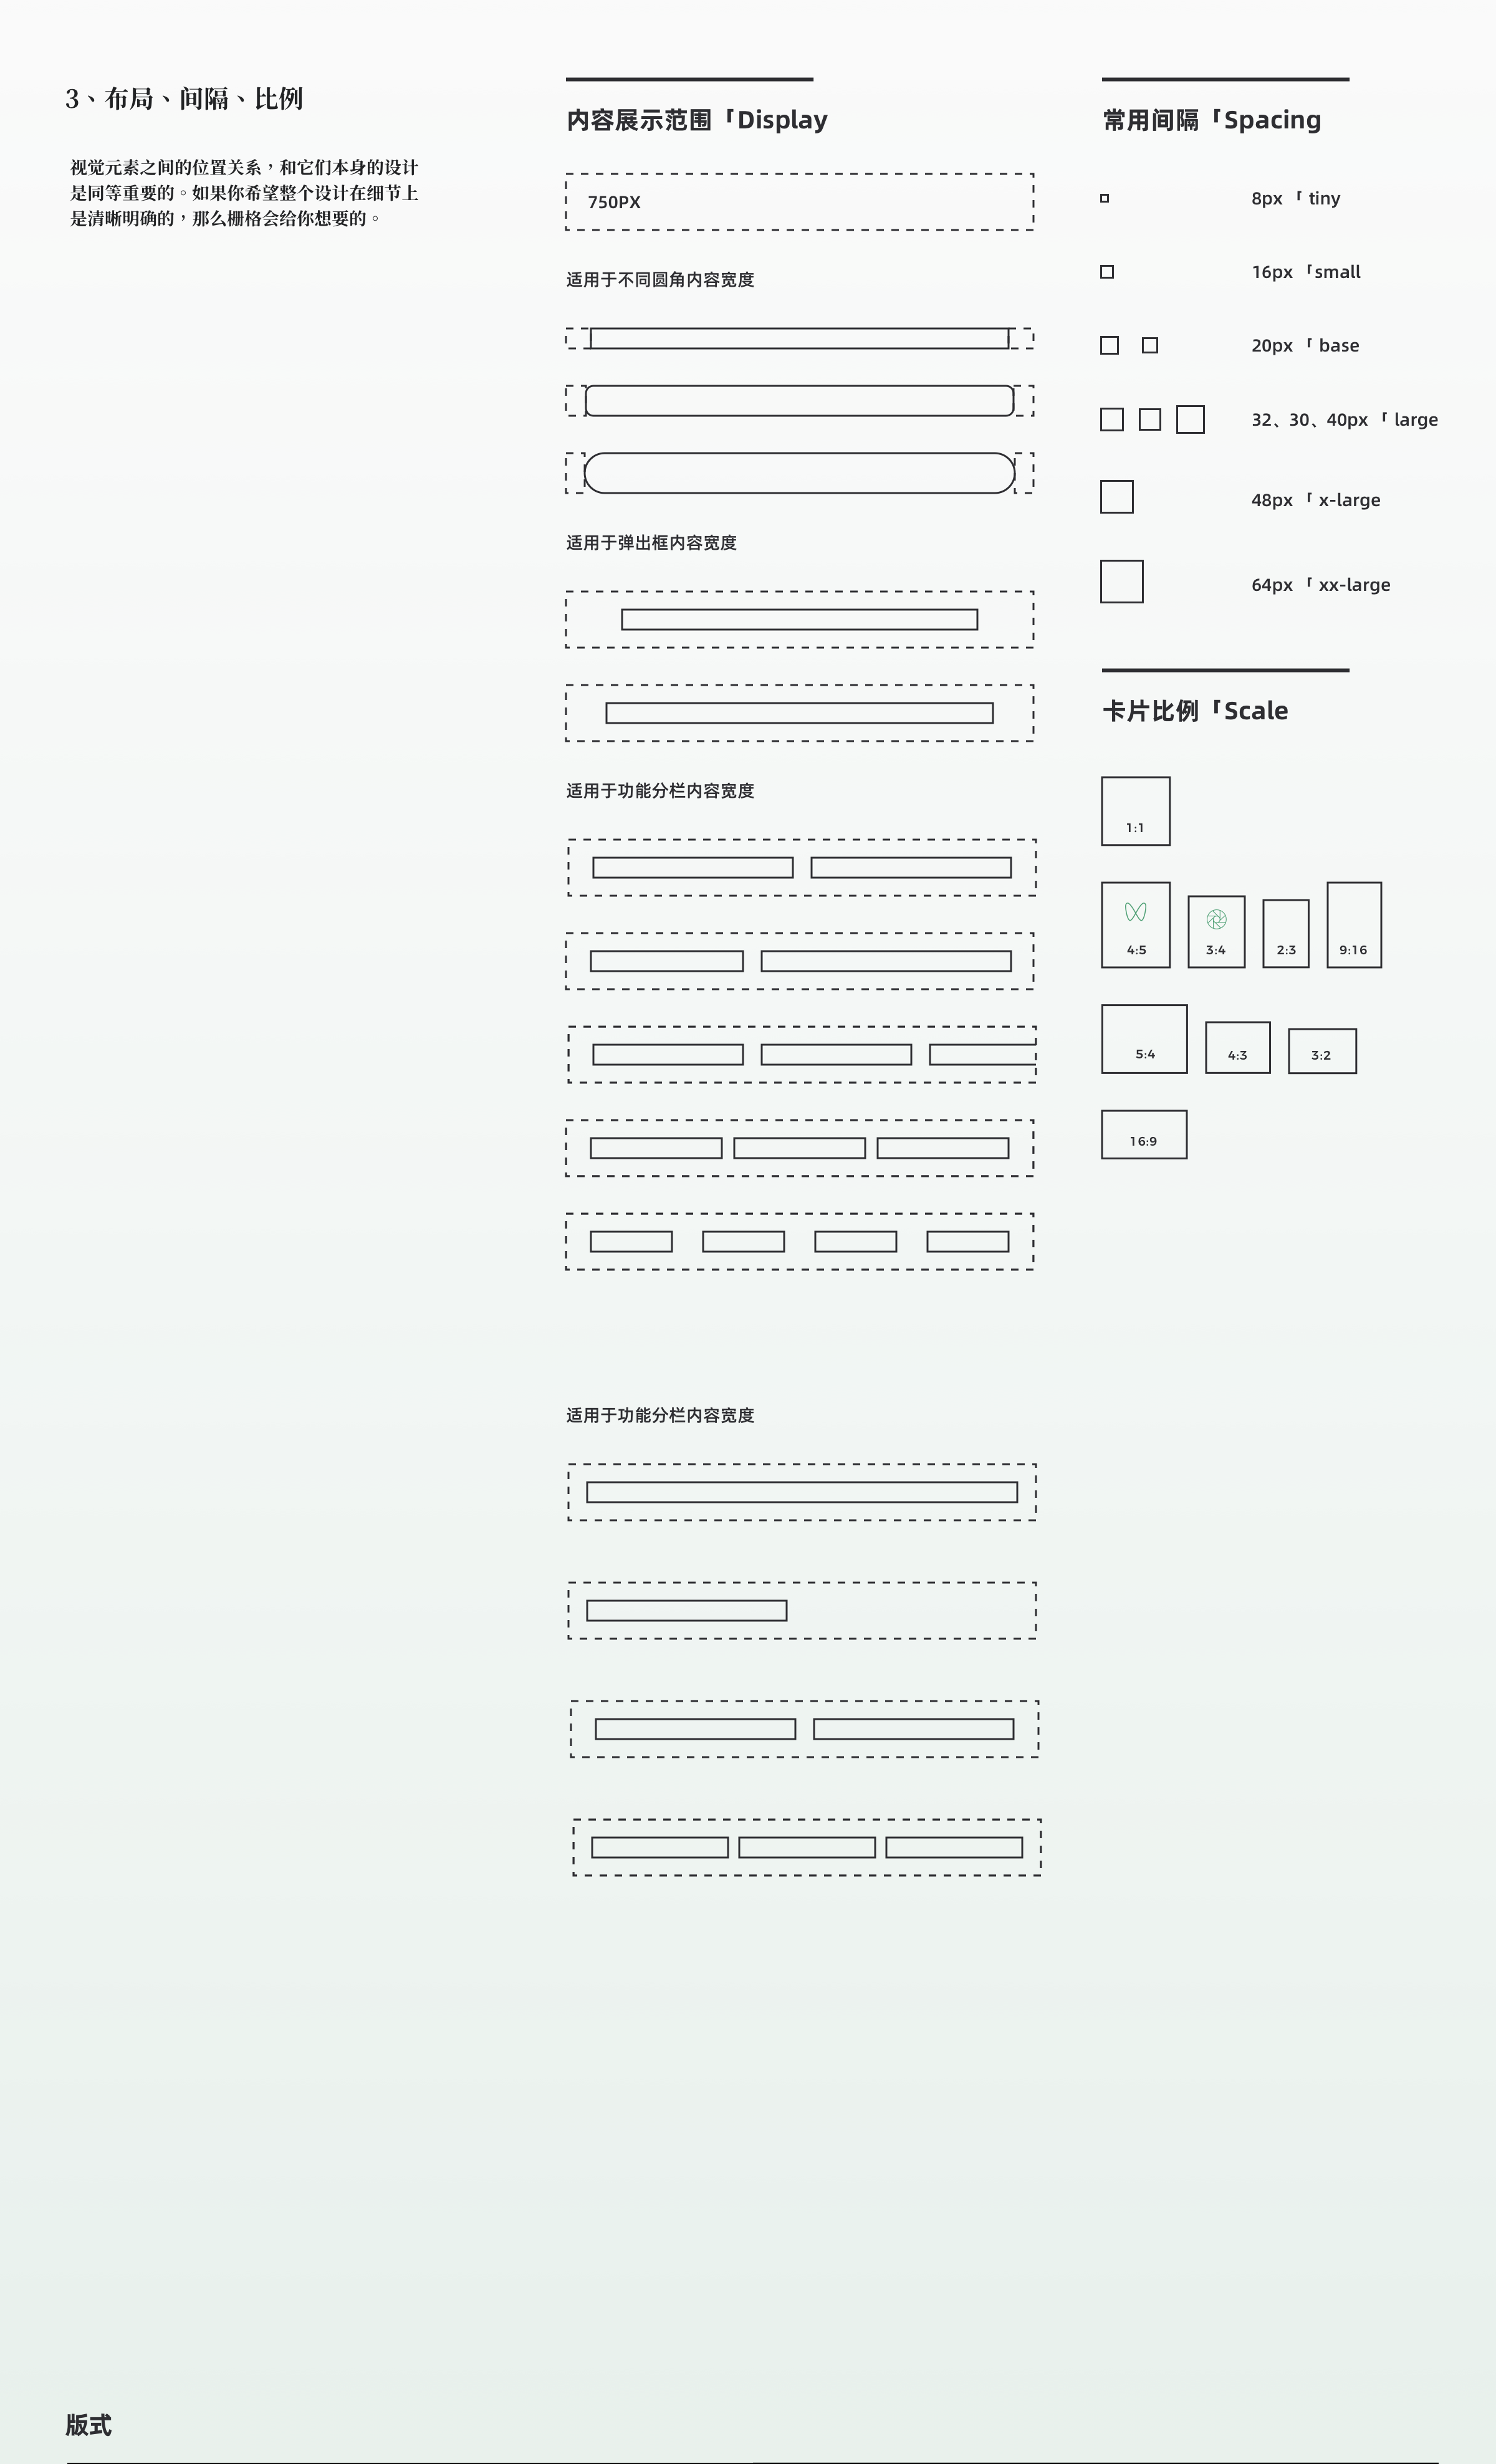 3、布局、间隔、比例
视觉元素之间的位置关系，和它们本身的设计
是同等重要的。如果你希望整个设计在细节上
是清晰明确的，那么栅格会给你想要的。
内容展示范围「Display
750PX
适用于不同圆角内容宽度
适用于弹出框内容宽度
适用于功能分栏内容宽度
适用于功能分栏内容宽度
常用间隔「Spacing
8px 「 tiny
16px 「small
20px 「 base
32、30、40px 「 large
48px 「 x-large
64px 「 xx-large
卡片比例「Scale
1:1
4:5 3:4 2:3 9:16
5:4 4:3 3:2
16:9
版式